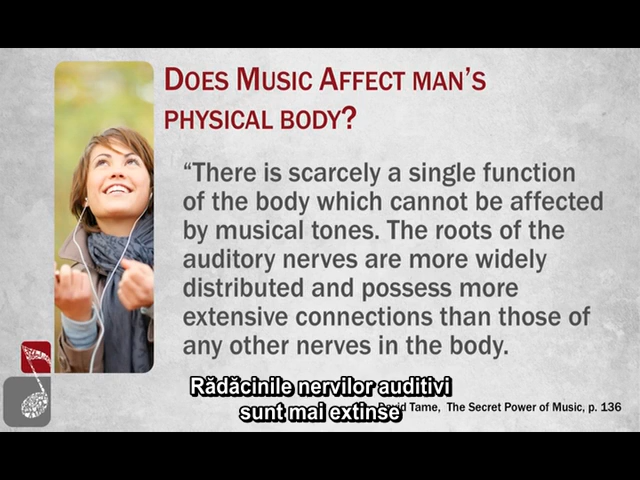 DOES MUSIC AFFECT MAN'S
PHYSICAL BODY?
“There is scarcely a single function
of the body which cannot be affected
by musical tones. The roots of the
auditory nerves are more widely
distributed and possess more
extensive connections than those of
any other nerves in the body.
Rădăcinile nervilor auditivi
sunt mai extinse
David Tame, The Secret Power of Music, p. 136